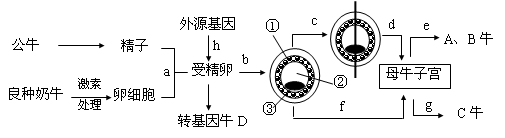 外源基因
c
d
e
①
h
公牛
精子
A、B 牛
a
受精卵
b
②
母牛子宫
良种奶牛
激素
处理
卵细胞
③
f
g
转基因牛 D
C 牛